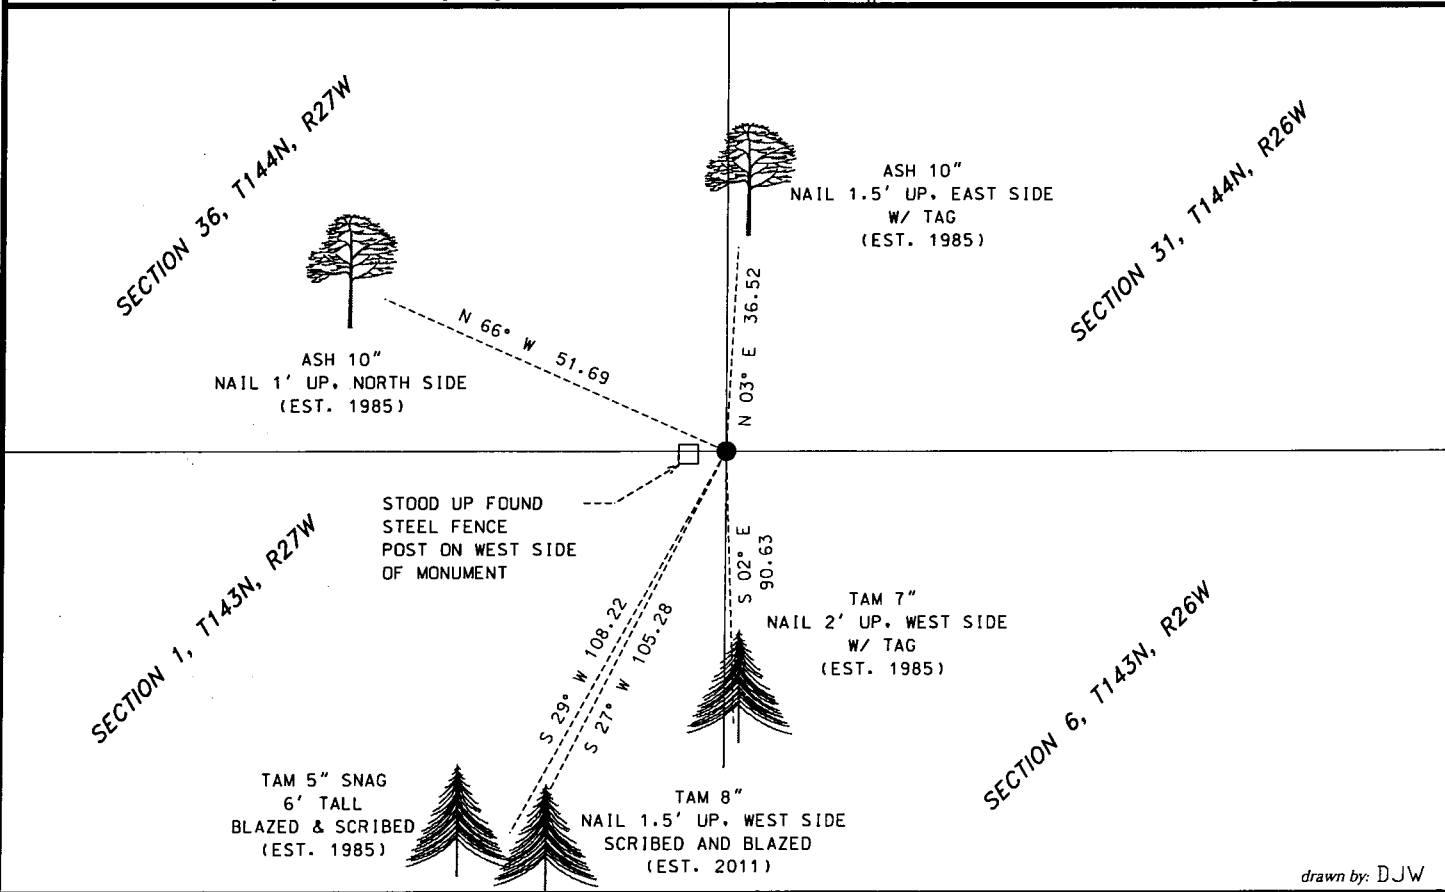 SECTION 36, T144N, R27W
SECTION 31, T144N, R26W
ASH 10"
NAIL 1.5' UP, EAST SIDE
W/ TAG
(EST. 1985)
N 03° E 36.52
N 66° W 51.69
ASH 10"
NAIL 1' UP, NORTH SIDE
(EST. 1985)
STOOD UP FOUND
STEEL FENCE
POST ON WEST SIDE
OF MONUMENT
SECTION 1, T143N, R27W
S 29° W 108.22
S 27° W 105.28
S 02° E
90.63
TAM 7"
NAIL 2' UP, WEST SIDE
W/ TAG
(EST. 1985)
SECTION 6, T143N, R26W
TAM 5" SNAG
6' TALL
BLAZED & SCRIBED
(EST. 1985)
TAM 8"
NAIL 1.5' UP, WEST SIDE
SCRIBED AND BLAZED
(EST. 2011)
drawn by: DJW